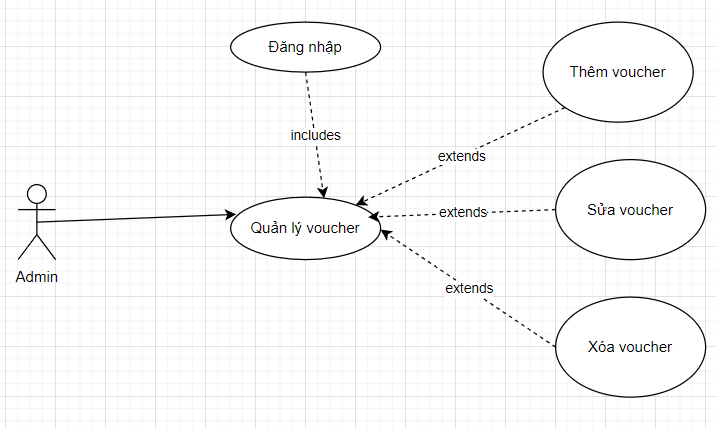 Đăng nhập
Thêm voucher
includes
extends
Sửa voucher
extends
Quản lý voucher
Admin
extends
Xóa voucher